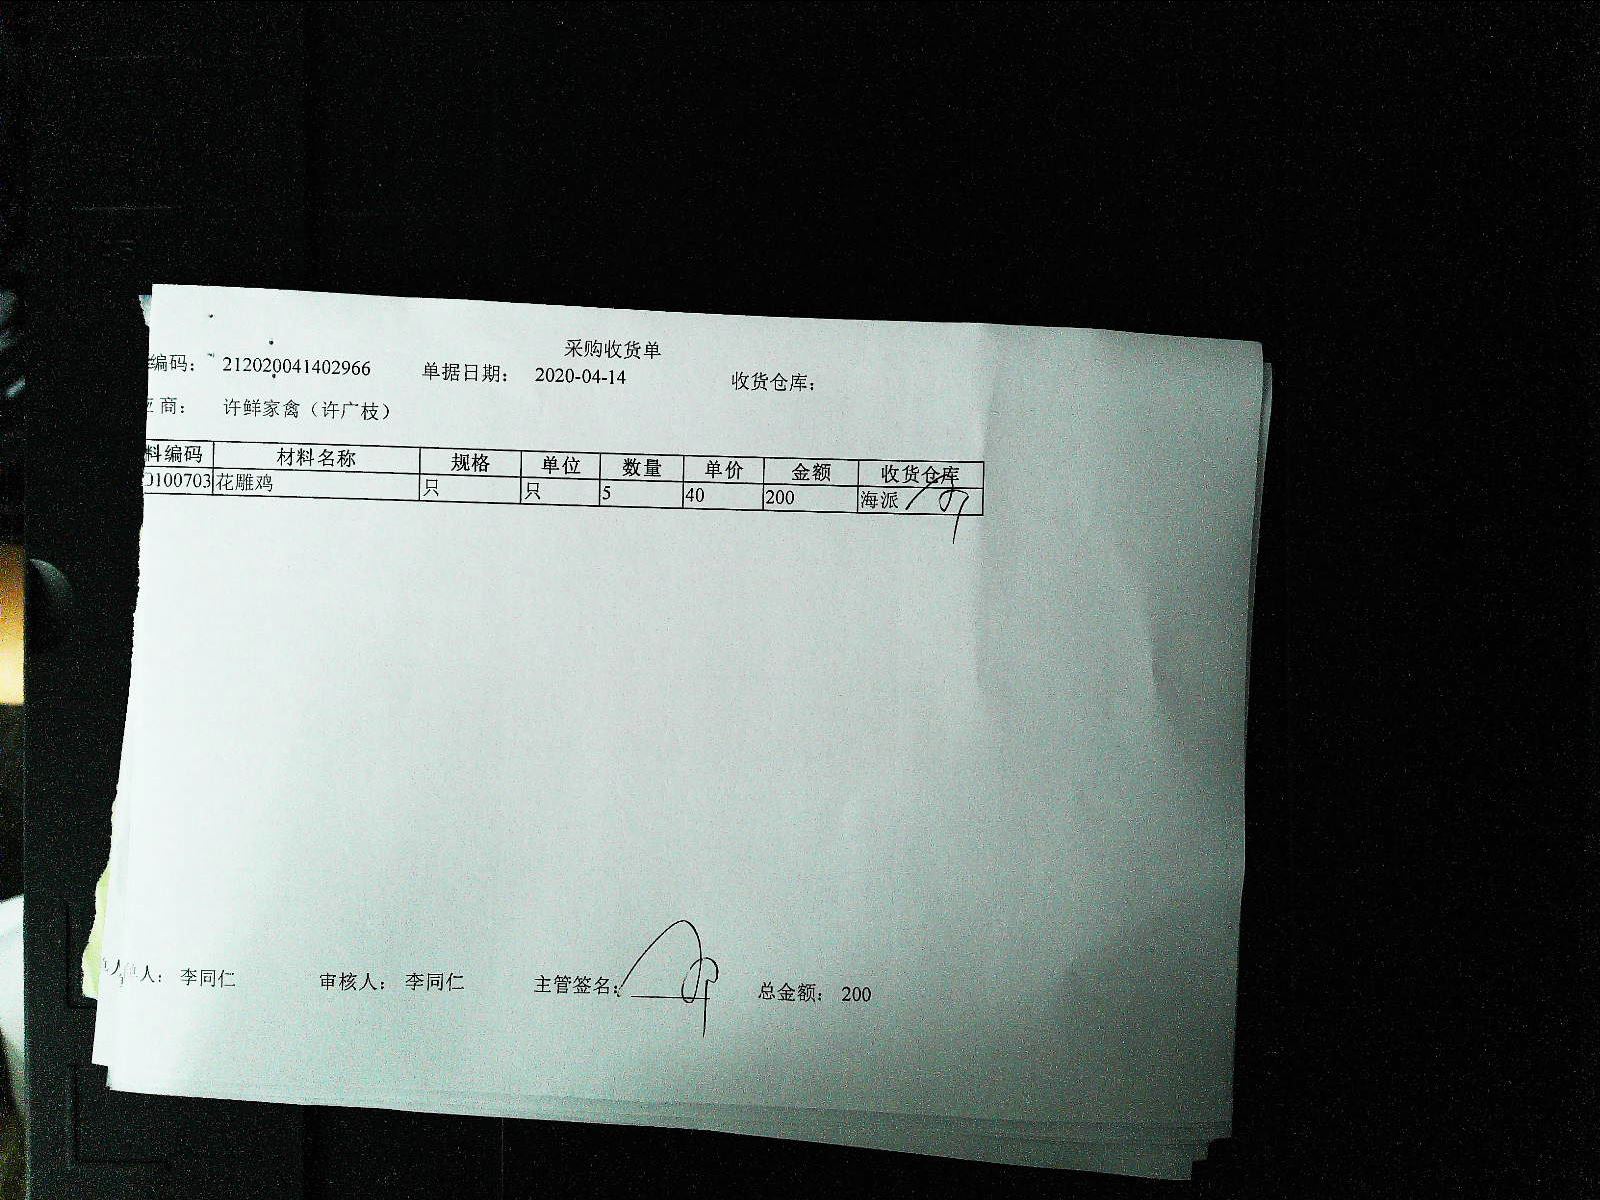 采购收货单
编码: 212020041402966 单据日期: 2020-04-14 收货仓库:
商: 许鲜家禽（许广枝）
料编码 材料名称 规格 单位 数量 单价 金额 收货仓库
0100703 花雕鸡 只 只 5 40 200 海派
人: 李同仁 审核人: 李同仁 主管签名: 总金额: 200